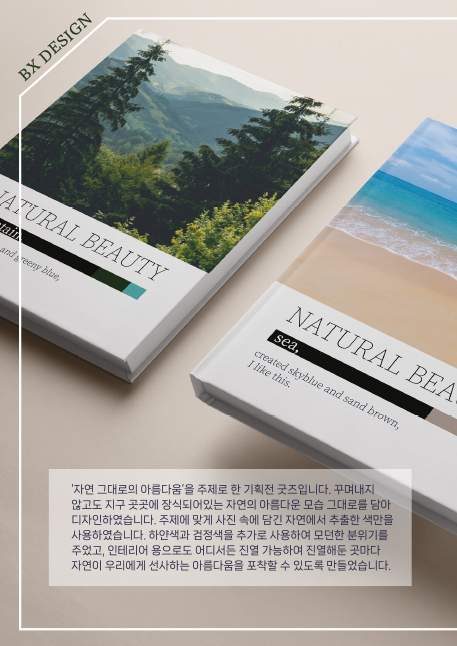 BX DESIGN
NATURAL BEAUTY
and greeny blue,
NATURAL
sea,
created skyblue and sand brown,
I like this.
'자연 그대로의 아름다움'을 주제로 한 기획전 굿즈입니다. 꾸며내지
않고도 지구 곳곳에 장식되어있는 자연의 아름다운 모습 그대로를 담아
디자인하였습니다. 주제에 맞게 사진 속에 담긴 자연에서 추출한 색만을
사용하였습니다. 하얀색과 검정색을 추가로 사용하여 모던한 분위기를
주었고, 인테리어 용으로도 어디서든 진열 가능하여 진열해둔 곳마다
자연이 우리에게 선사하는 아름다움을 포착할 수 있도록 만들었습니다.